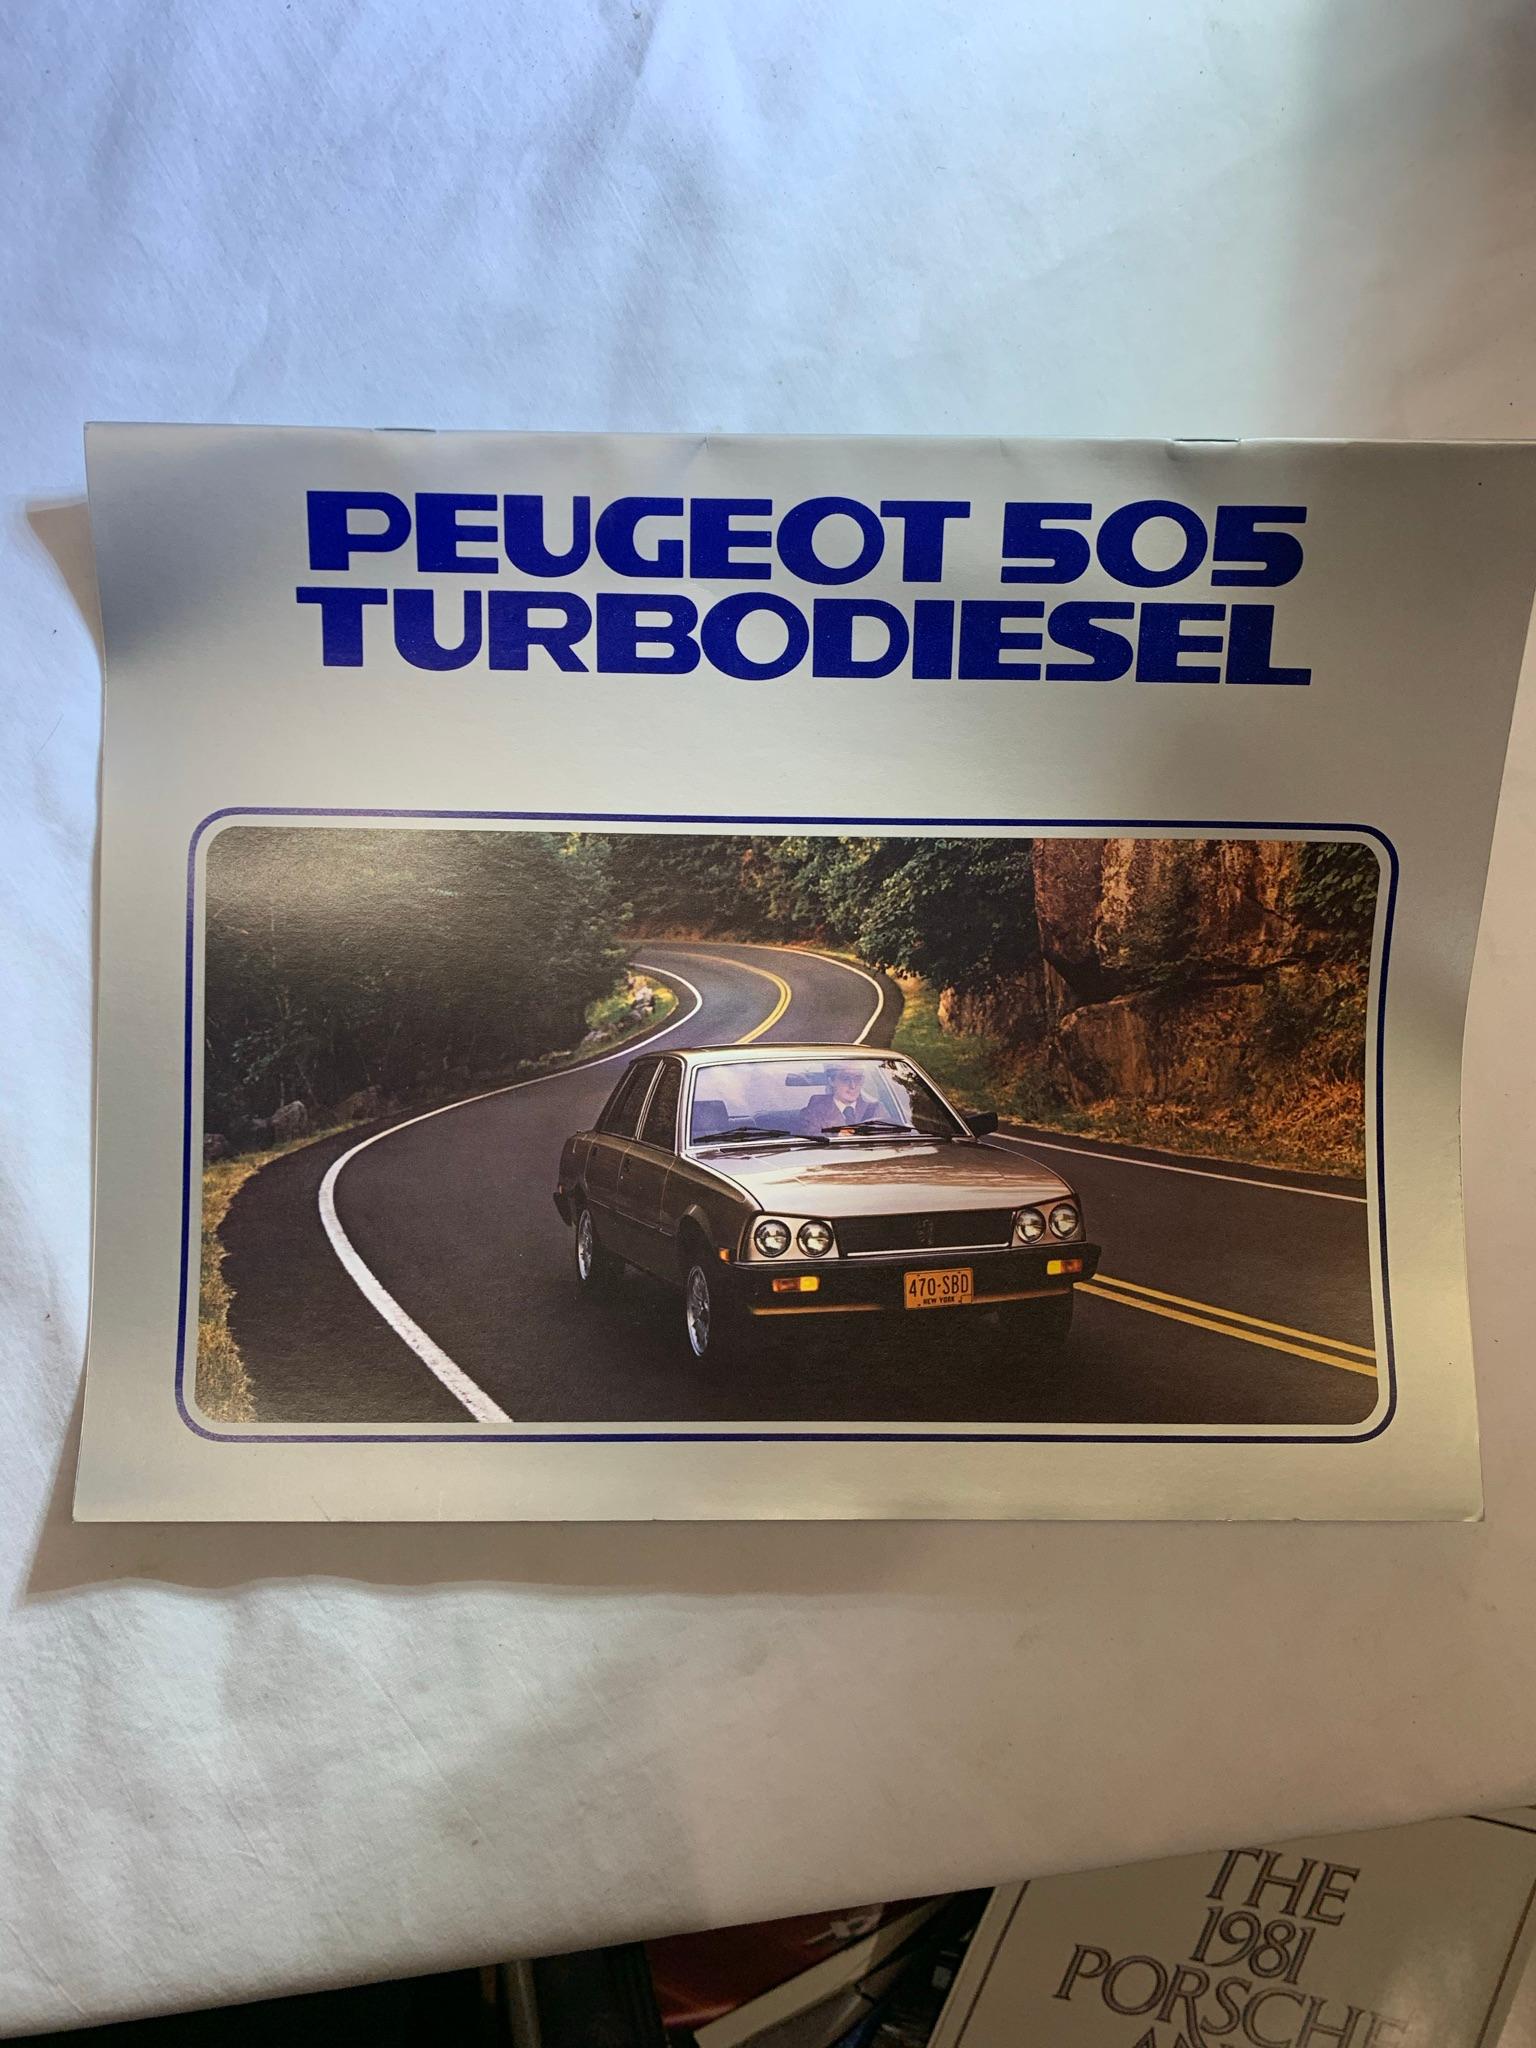 PEUGEOT 505
TURBODIESEL
470-SBD
NEW YORK
THE
1981
PORSCHE